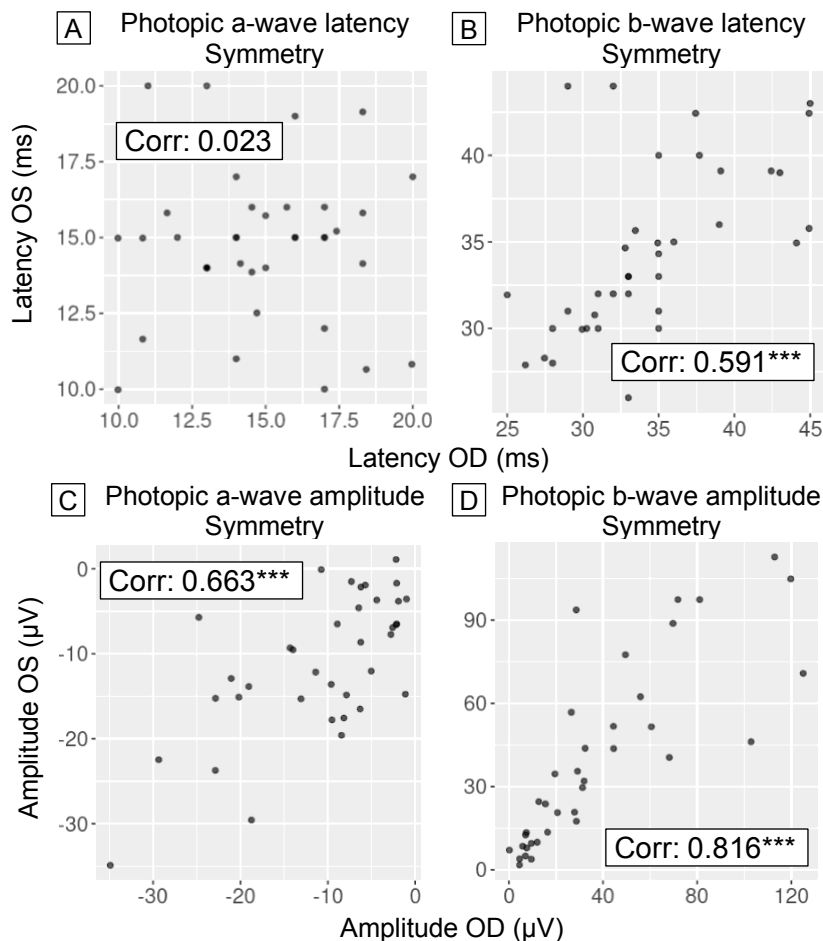 A Photopic a-wave latency
Symmetry
B Photopic b-wave latency
Symmetry
Latency OS (ms)
20.0
17.5
15.0
12.5
10.0
Corr: 0.023
10.0 12.5 15.0 17.5 20.0
40
35
30
Corr: 0.591***
25 30 35 40 45
Latency OD (ms)
C Photopic a-wave amplitude
Symmetry
D Photopic b-wave amplitude
Symmetry
Amplitude OS (µV)
0
-10
-20
-30
Corr: 0.663***
-30 -20 -10 0
90
60
30
0
Corr: 0.816***
0 40 80 120
Amplitude OD (µV)